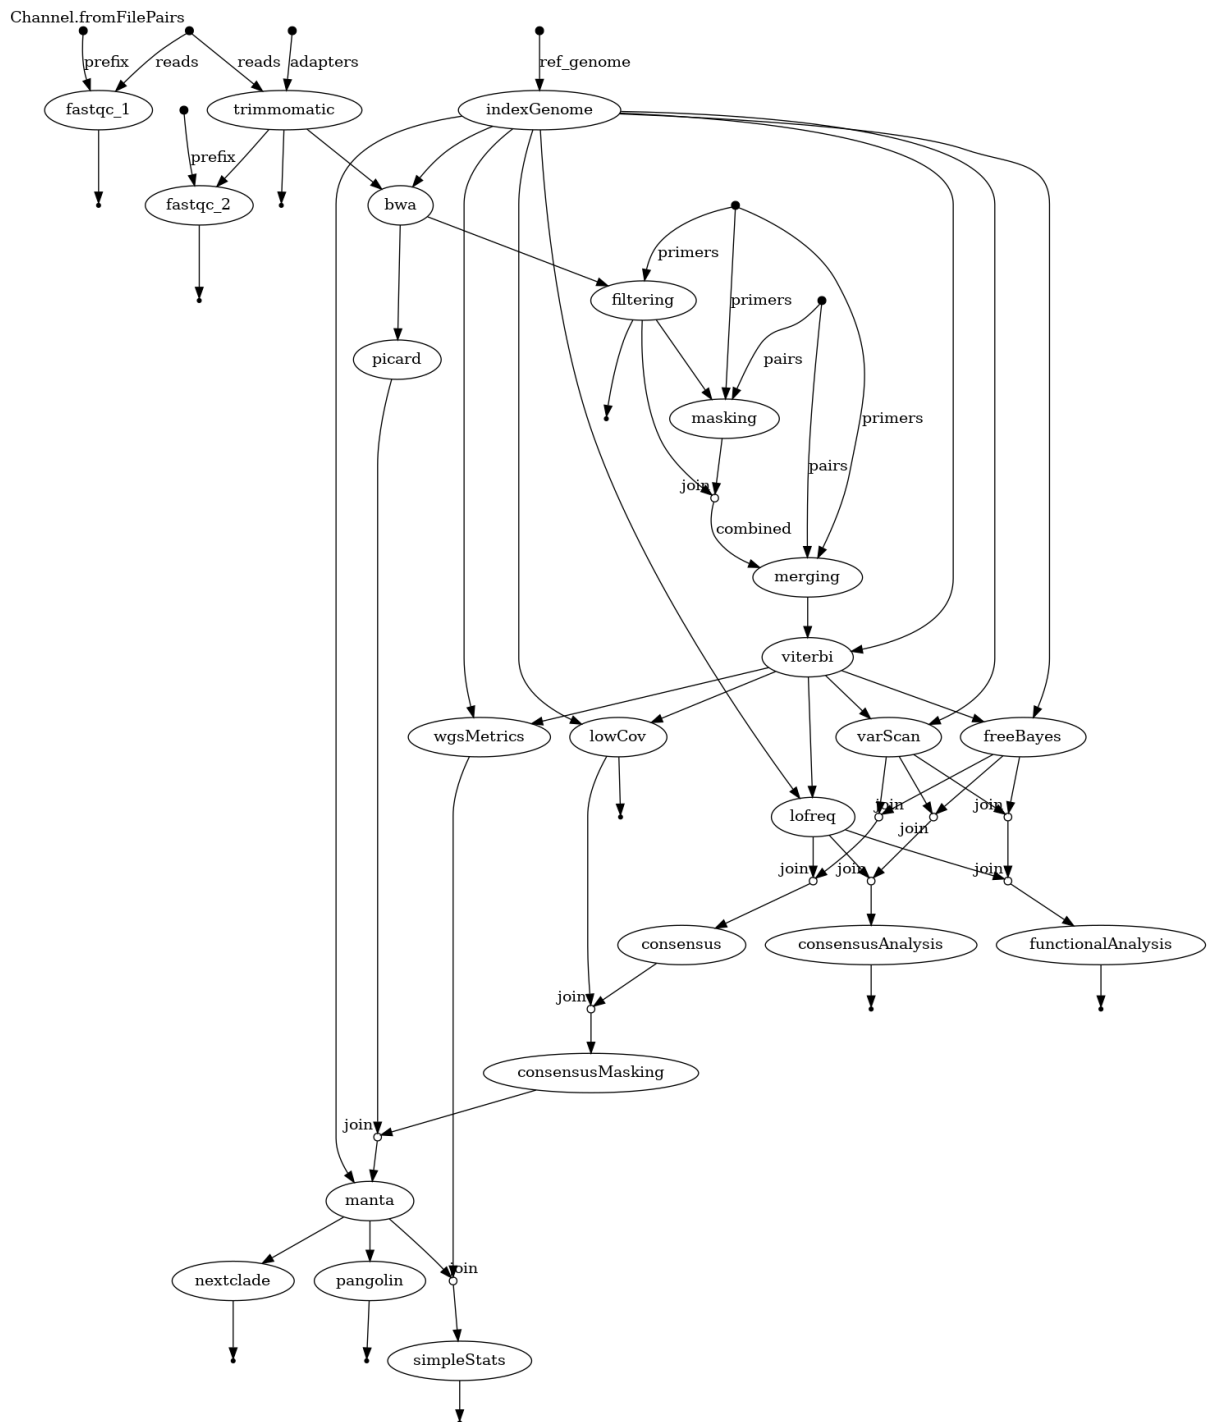 Channel.fromFilePairs
prefix
reads
reads
adapters
ref_genome
fastqc_1
trimmomatic
indexGenome
prefix
fastqc_2
bwa
primers
filtering
primers
picard
pairs
masking
primers
pairs
join
combined
merging
viterbi
wgsMetrics
lowCov
varScan
freeBayes
lofreq
join
join
join
join
join
join
consensus
consensusAnalysis
functionalAnalysis
join
consensusMasking
join
manta
join
nextclade
pangolin
simpleStats